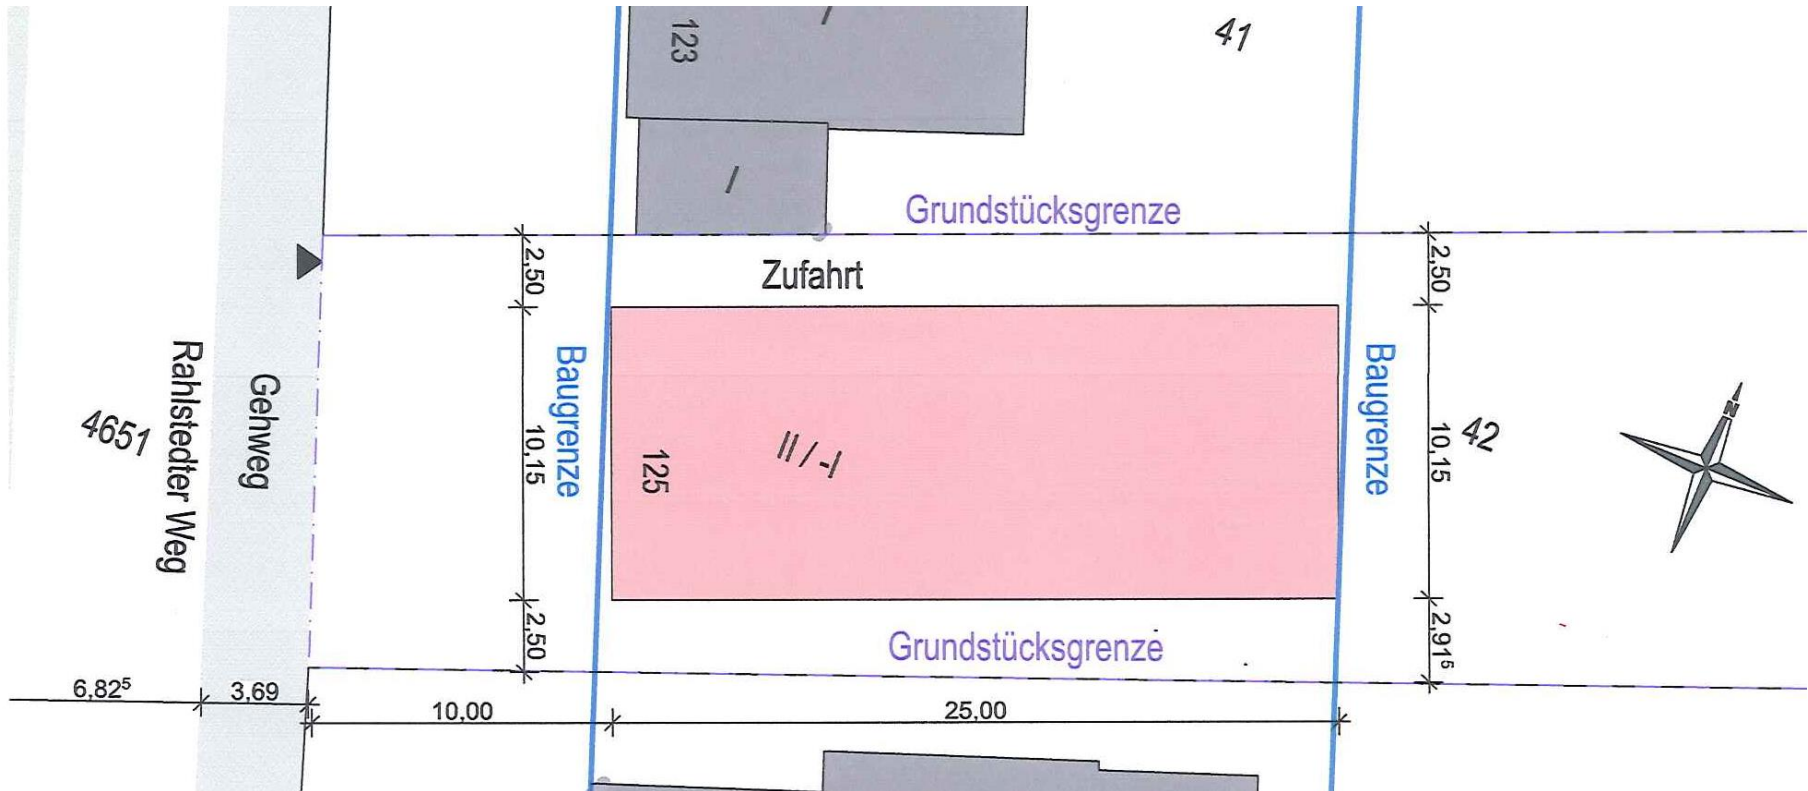 123
/
41
/
Grundstücksgrenze
2,50
Zufahrt
2,50
Rahlstedter Weg
Gehweg
4651
Baugrenze
10,15
125
II / -I
Baugrenze
10,15
42
N
2,50
Grundstücksgrenze
2,91⁵
6,82⁵
3,69
10,00
25,00